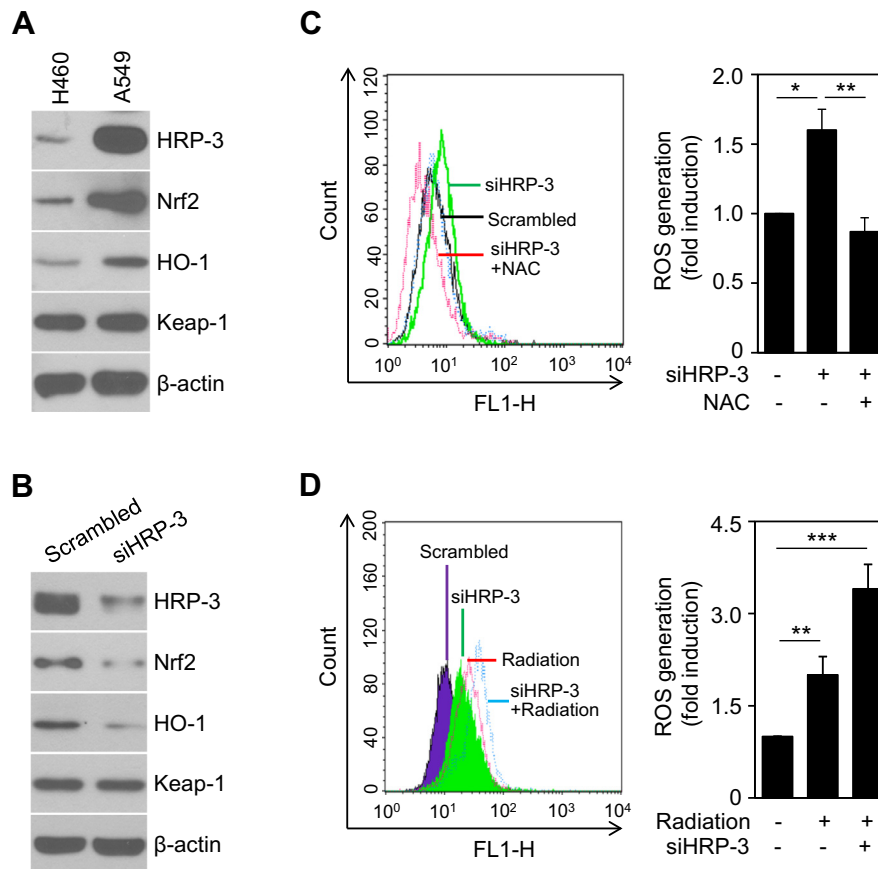 A
H460
A549
HRP-3
Nrf2
HO-1
Keap-1
β-actin
B
Scrambled
siHRP-3
HRP-3
Nrf2
HO-1
Keap-1
β-actin
C
Count
120
100
80
60
40
20
0
siHRP-3
Scrambled
siHRP-3
+NAC
10⁰ 10¹ 10² 10³ 10⁴
FL1-H
ROS generation
(fold induction)
2.0
1.5
1.0
0.5
0
* **
siHRP-3 - + +
NAC - - +
D
Count
200
160
120
80
40
0
Scrambled
siHRP-3
Radiation
siHRP-3
+Radiation
10⁰ 10¹ 10² 10³ 10⁴
FL1-H
ROS generation
(fold induction)
4.5
3.0
1.5
0
***
**
Radiation - + +
siHRP-3 - - +